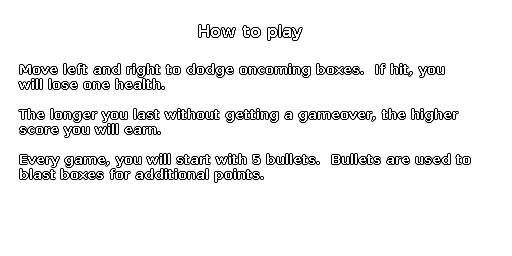 How to play
Move left and right to dodge oncoming boxes.  If hit, you
will lose one health.
The longer you last without getting a gameover, the higher
score you will earn.
Every game, you will start with 5 bullets.  Bullets are used to
blast boxes for additional points.